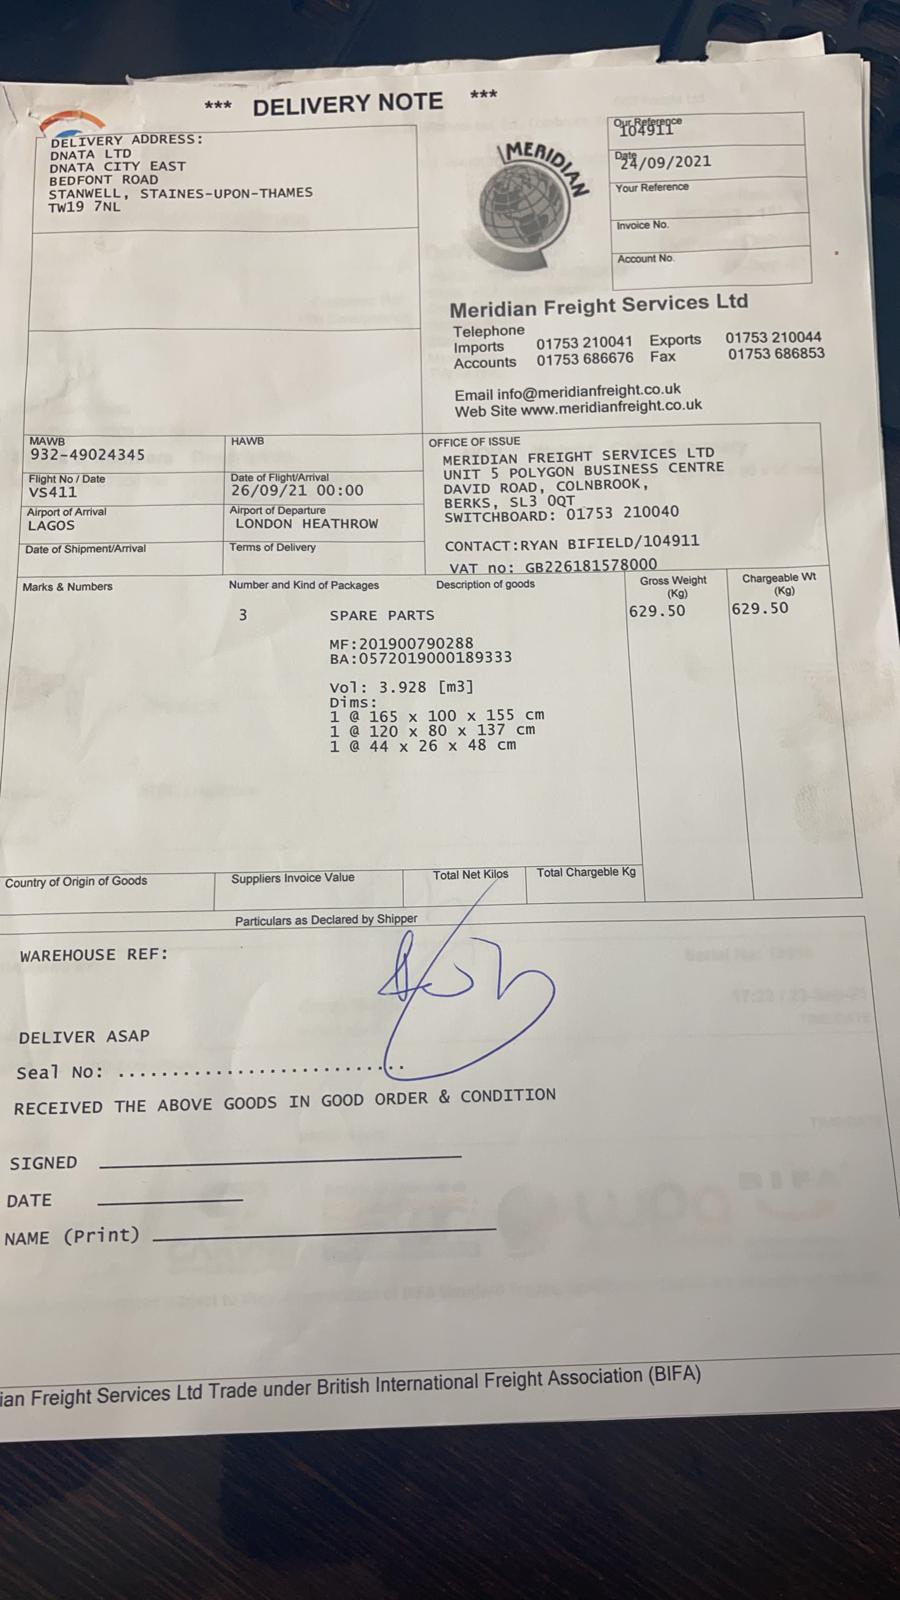 *** DELIVERY NOTE ***
DELIVERY ADDRESS:
DNATA LTD
DNATA CITY EAST
BEDFONT ROAD
STANWELL, STAINES-UPON-THAMES
TW19 7NL
MERIDIAN
Our Reference
104911
Date
24/09/2021
Your Reference
Invoice No.
Account No.
Meridian Freight Services Ltd
Telephone
Imports 01753 210041 Exports 01753 210044
Accounts 01753 686676 Fax 01753 686853
Email info@meridianfreight.co.uk
Web Site www.meridianfreight.co.uk
MAWB HAWB
932-49024345
Flight No / Date Date of Flight/Arrival
VS411 26/09/21 00:00
Airport of Arrival Airport of Departure
LAGOS LONDON HEATHROW
Date of Shipment/Arrival Terms of Delivery
OFFICE OF ISSUE
MERIDIAN FREIGHT SERVICES LTD
UNIT 5 POLYGON BUSINESS CENTRE
DAVID ROAD, COLNBROOK,
BERKS, SL3 0QT
SWITCHBOARD: 01753 210040
CONTACT:RYAN BIFIELD/104911
VAT no: GB226181578000
Marks & Numbers Number and Kind of Packages Description of goods Gross Weight (Kg) Chargeable Wt (Kg)
3 SPARE PARTS 629.50 629.50
MF:201900790288
BA:0572019000189333
Vol: 3.928 [m3]
Dims:
1 @ 165 x 100 x 155 cm
1 @ 120 x 80 x 137 cm
1 @ 44 x 26 x 48 cm
Country of Origin of Goods Suppliers Invoice Value Total Net Kilos Total Chargeble Kg
Particulars as Declared by Shipper
WAREHOUSE REF:
DELIVER ASAP
Seal No: ...........................
RECEIVED THE ABOVE GOODS IN GOOD ORDER & CONDITION
SIGNED
DATE
NAME (Print)
ian Freight Services Ltd Trade under British International Freight Association (BIFA)